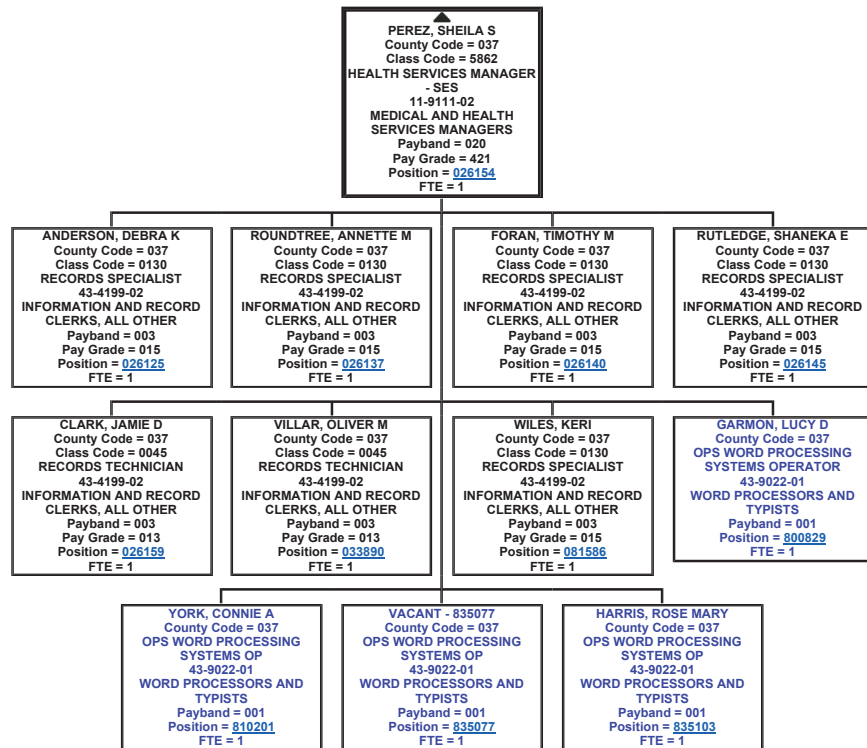 PEREZ, SHEILA S
County Code = 037
Class Code = 5862
HEALTH SERVICES MANAGER
- SES
11-9111-02
MEDICAL AND HEALTH
SERVICES MANAGERS
Payband = 020
Pay Grade = 421
Position = 026154
FTE = 1
ANDERSON, DEBRA K
County Code = 037
Class Code = 0130
RECORDS SPECIALIST
43-4199-02
INFORMATION AND RECORD
CLERKS, ALL OTHER
Payband = 003
Pay Grade = 015
Position = 026125
FTE = 1
ROUNDTREE, ANNETTE M
County Code = 037
Class Code = 0130
RECORDS SPECIALIST
43-4199-02
INFORMATION AND RECORD
CLERKS, ALL OTHER
Payband = 003
Pay Grade = 015
Position = 026137
FTE = 1
FORAN, TIMOTHY M
County Code = 037
Class Code = 0130
RECORDS SPECIALIST
43-4199-02
INFORMATION AND RECORD
CLERKS, ALL OTHER
Payband = 003
Pay Grade = 015
Position = 026140
FTE = 1
RUTLEDGE, SHANEKA E
County Code = 037
Class Code = 0130
RECORDS SPECIALIST
43-4199-02
INFORMATION AND RECORD
CLERKS, ALL OTHER
Payband = 003
Pay Grade = 015
Position = 026145
FTE = 1
CLARK, JAMIE D
County Code = 037
Class Code = 0045
RECORDS TECHNICIAN
43-4199-02
INFORMATION AND RECORD
CLERKS, ALL OTHER
Payband = 003
Pay Grade = 013
Position = 026159
FTE = 1
VILLAR, OLIVER M
County Code = 037
Class Code = 0045
RECORDS TECHNICIAN
43-4199-02
INFORMATION AND RECORD
CLERKS, ALL OTHER
Payband = 003
Pay Grade = 013
Position = 033890
FTE = 1
WILES, KERI
County Code = 037
Class Code = 0130
RECORDS SPECIALIST
43-4199-02
INFORMATION AND RECORD
CLERKS, ALL OTHER
Payband = 003
Pay Grade = 015
Position = 081586
FTE = 1
GARMON, LUCY D
County Code = 037
OPS WORD PROCESSING
SYSTEMS OPERATOR
43-9022-01
WORD PROCESSORS AND
TYPISTS
Payband = 001
Position = 800829
FTE = 1
YORK, CONNIE A
County Code = 037
OPS WORD PROCESSING
SYSTEMS OP
43-9022-01
WORD PROCESSORS AND
TYPISTS
Payband = 001
Position = 810201
FTE = 1
VACANT - 835077
County Code = 037
OPS WORD PROCESSING
SYSTEMS OP
43-9022-01
WORD PROCESSORS AND
TYPISTS
Payband = 001
Position = 835077
FTE = 1
HARRIS, ROSE MARY
County Code = 037
OPS WORD PROCESSING
SYSTEMS OP
43-9022-01
WORD PROCESSORS AND
TYPISTS
Payband = 001
Position = 835103
FTE = 1